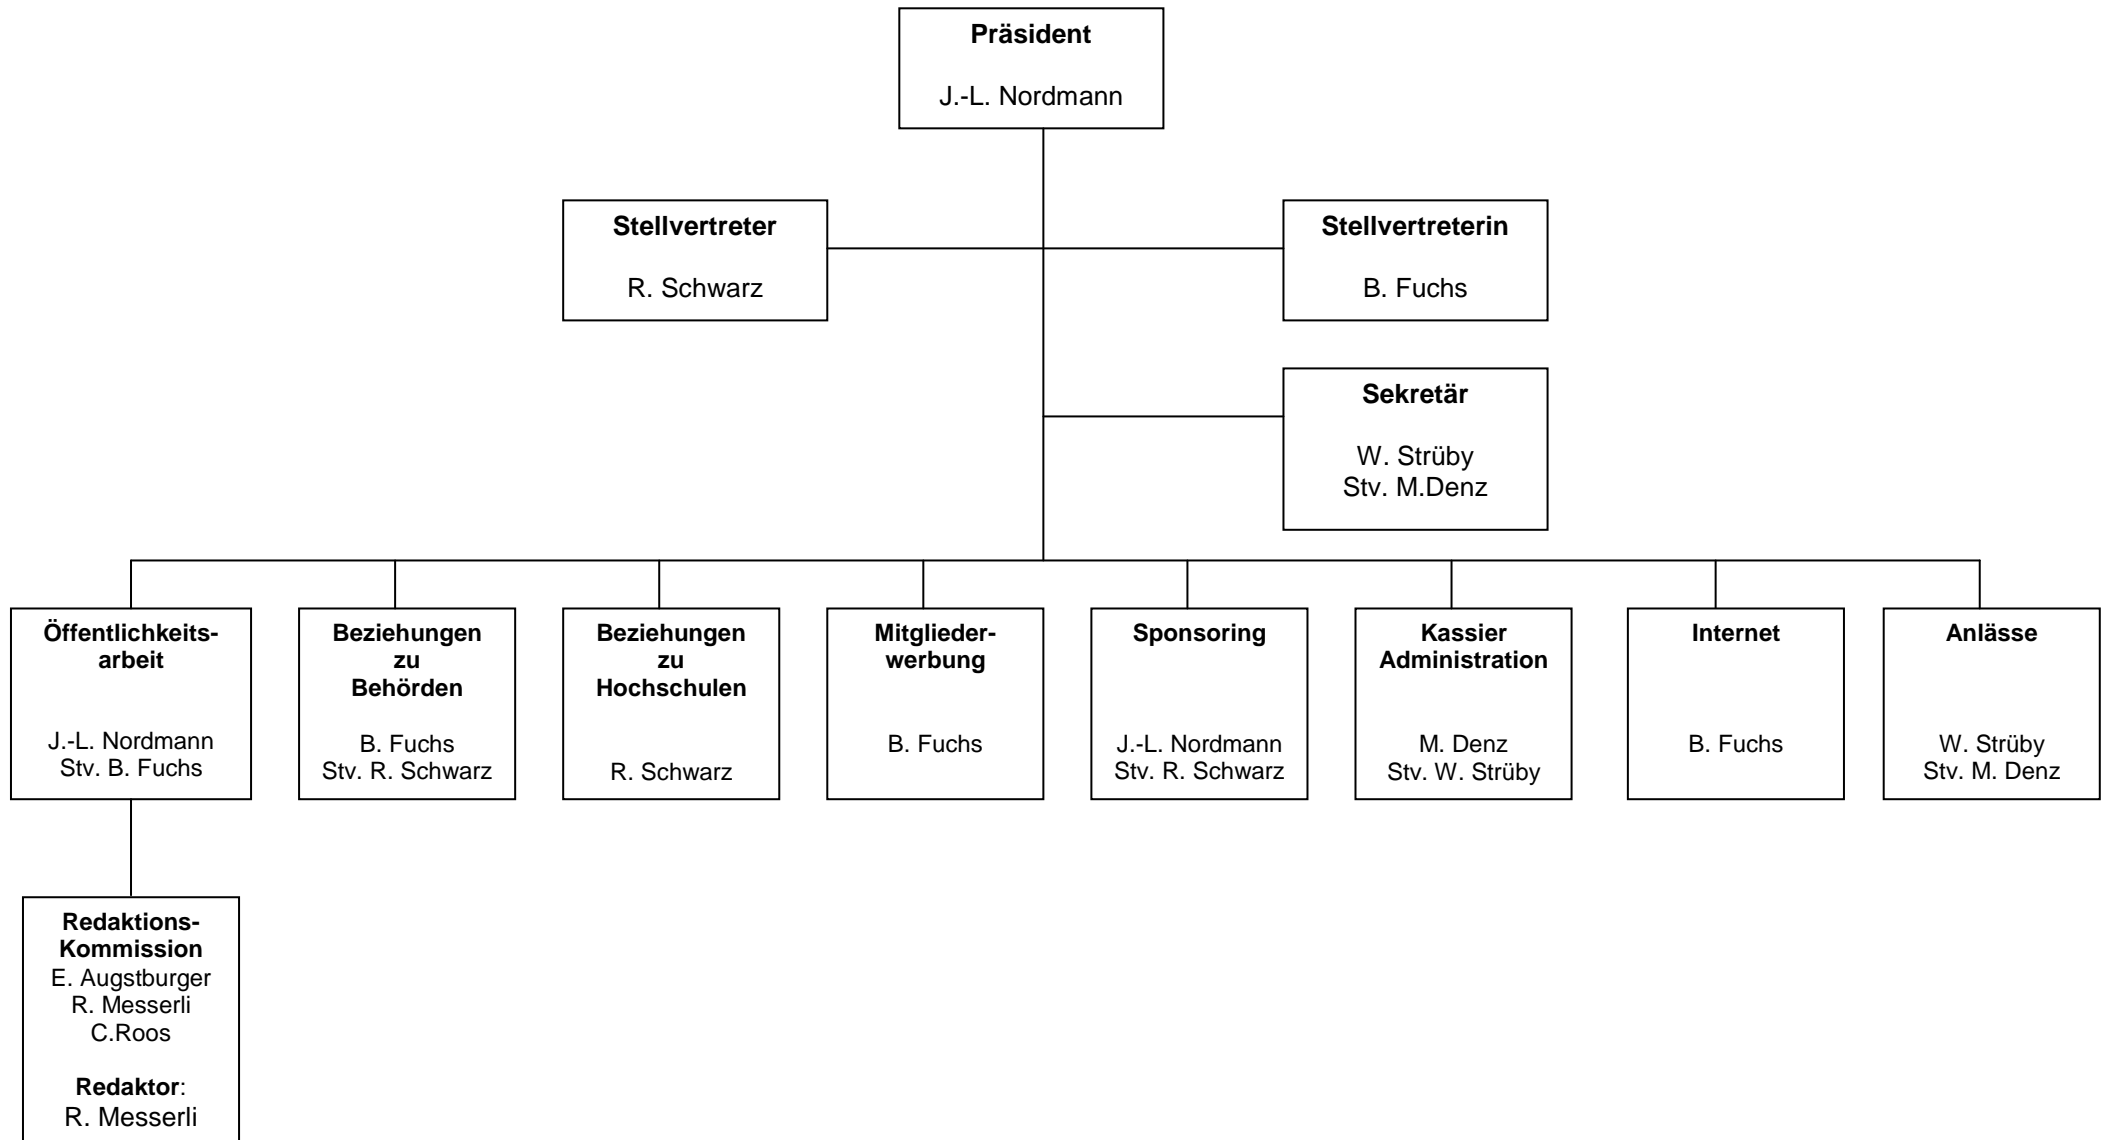 Präsident
J.-L. Nordmann
Stellvertreter
R. Schwarz
Stellvertreterin
B. Fuchs
Sekretär
W. Strüby
Stv. M.Denz
Öffentlichkeits-
arbeit
J.-L. Nordmann
Stv. B. Fuchs
Beziehungen
zu
Behörden
B. Fuchs
Stv. R. Schwarz
Beziehungen
zu
Hochschulen
R. Schwarz
Mitglieder-
werbung
B. Fuchs
Sponsoring
J.-L. Nordmann
Stv. R. Schwarz
Kassier
Administration
M. Denz
Stv. W. Strüby
Internet
B. Fuchs
Anlässe
W. Strüby
Stv. M. Denz
Redaktions-
Kommission
E. Augstburger
R. Messerli
C.Roos
Redaktor:
R. Messerli